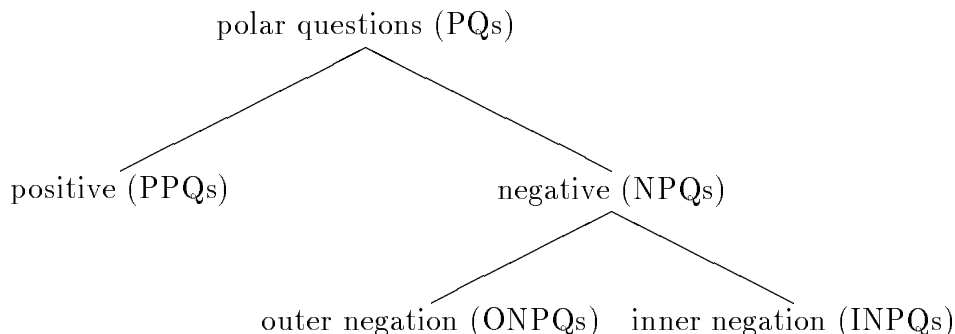 polar questions (PQs)
positive (PPQs) negative (NPQs)
outer negation (ONPQs) inner negation (INPQs)